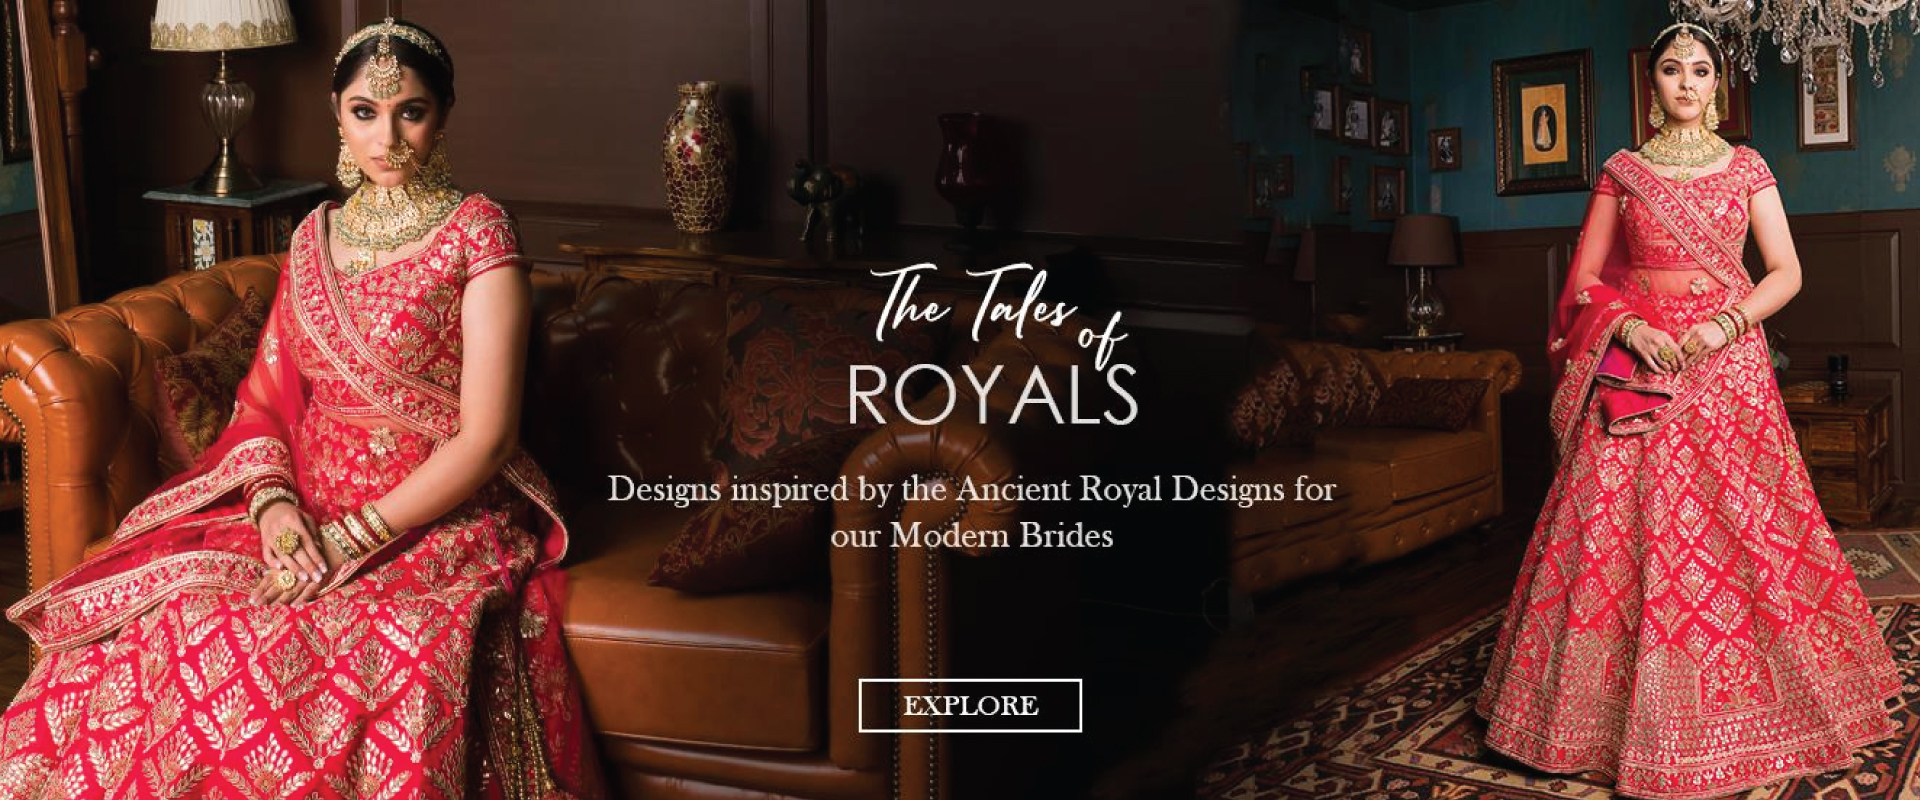 The Tales of
ROYALS
Designs inspired by the Ancient Royal Designs for
our Modern Brides
EXPLORE